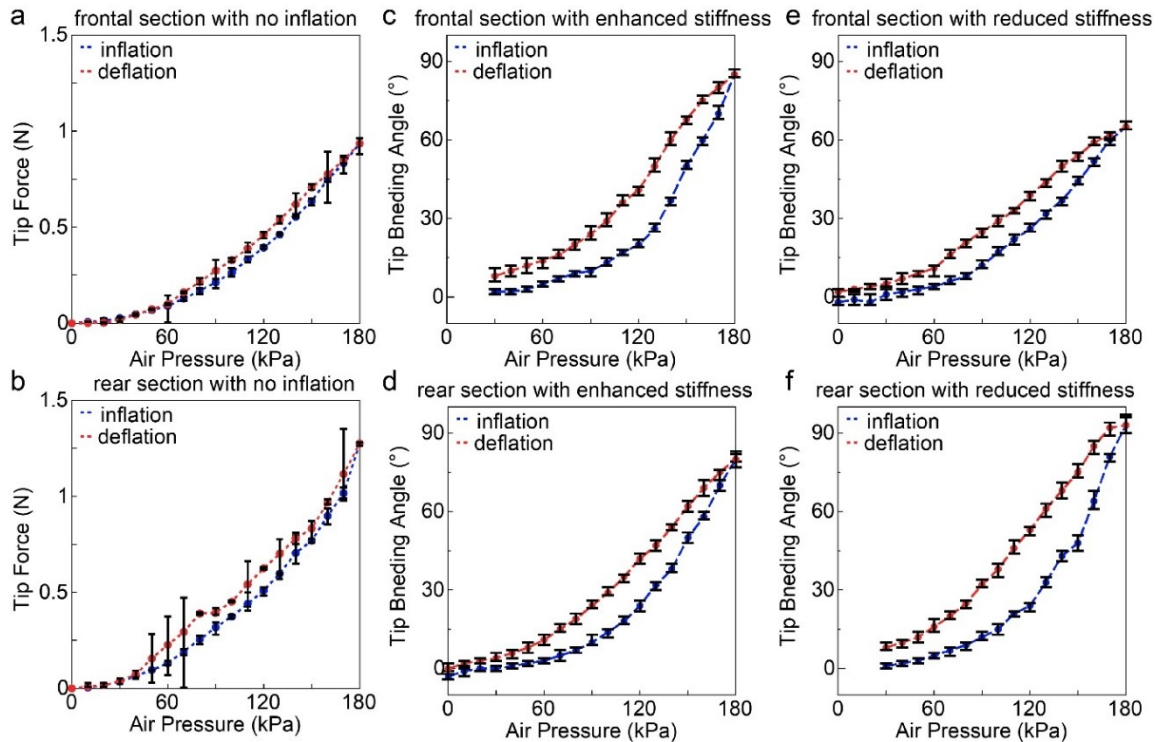 a
frontal section with no inflation
1.5
inflation
deflation
1
0.5
0
Tip Force (N)
60
120
180
Air Pressure (kPa)
c
frontal section with enhanced stiffness
90
inflation
deflation
60
30
0
Tip Bneding Angle (°)
0
60
120
180
Air Pressure (kPa)
e
frontal section with reduced stiffness
90
inflation
deflation
60
30
0
Tip Bneding Angle (°)
0
60
120
180
Air Pressure (kPa)
b
rear section with no inflation
1.5
inflation
deflation
1
0.5
0
Tip Force (N)
0
60
120
180
Air Pressure (kPa)
d
rear section with enhanced stiffness
90
inflation
deflation
60
30
0
Tip Bneding Angle (°)
0
60
120
180
Air Pressure (kPa)
f
rear section with reduced stiffness
90
inflation
deflation
60
30
0
Tip Bneding Angle (°)
0
60
120
180
Air Pressure (kPa)